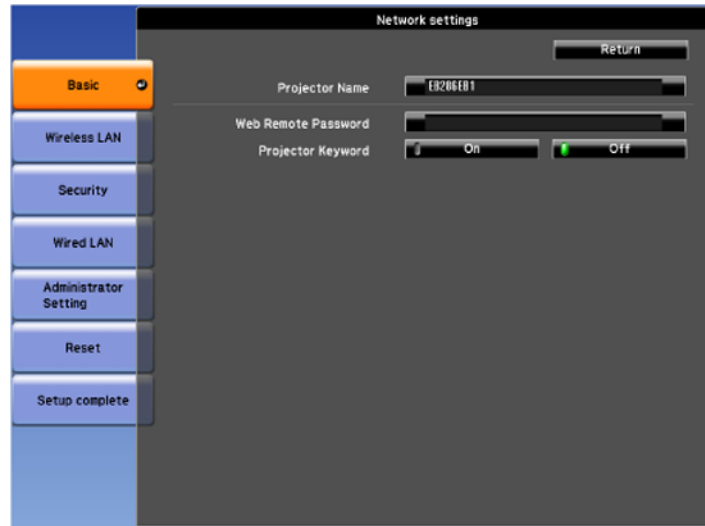 Network settings
Return
Basic
Projector Name
EB2B6EB1
Wireless LAN
Web Remote Password
Projector Keyword
On
Off
Security
Wired LAN
Administrator
Setting
Reset
Setup complete